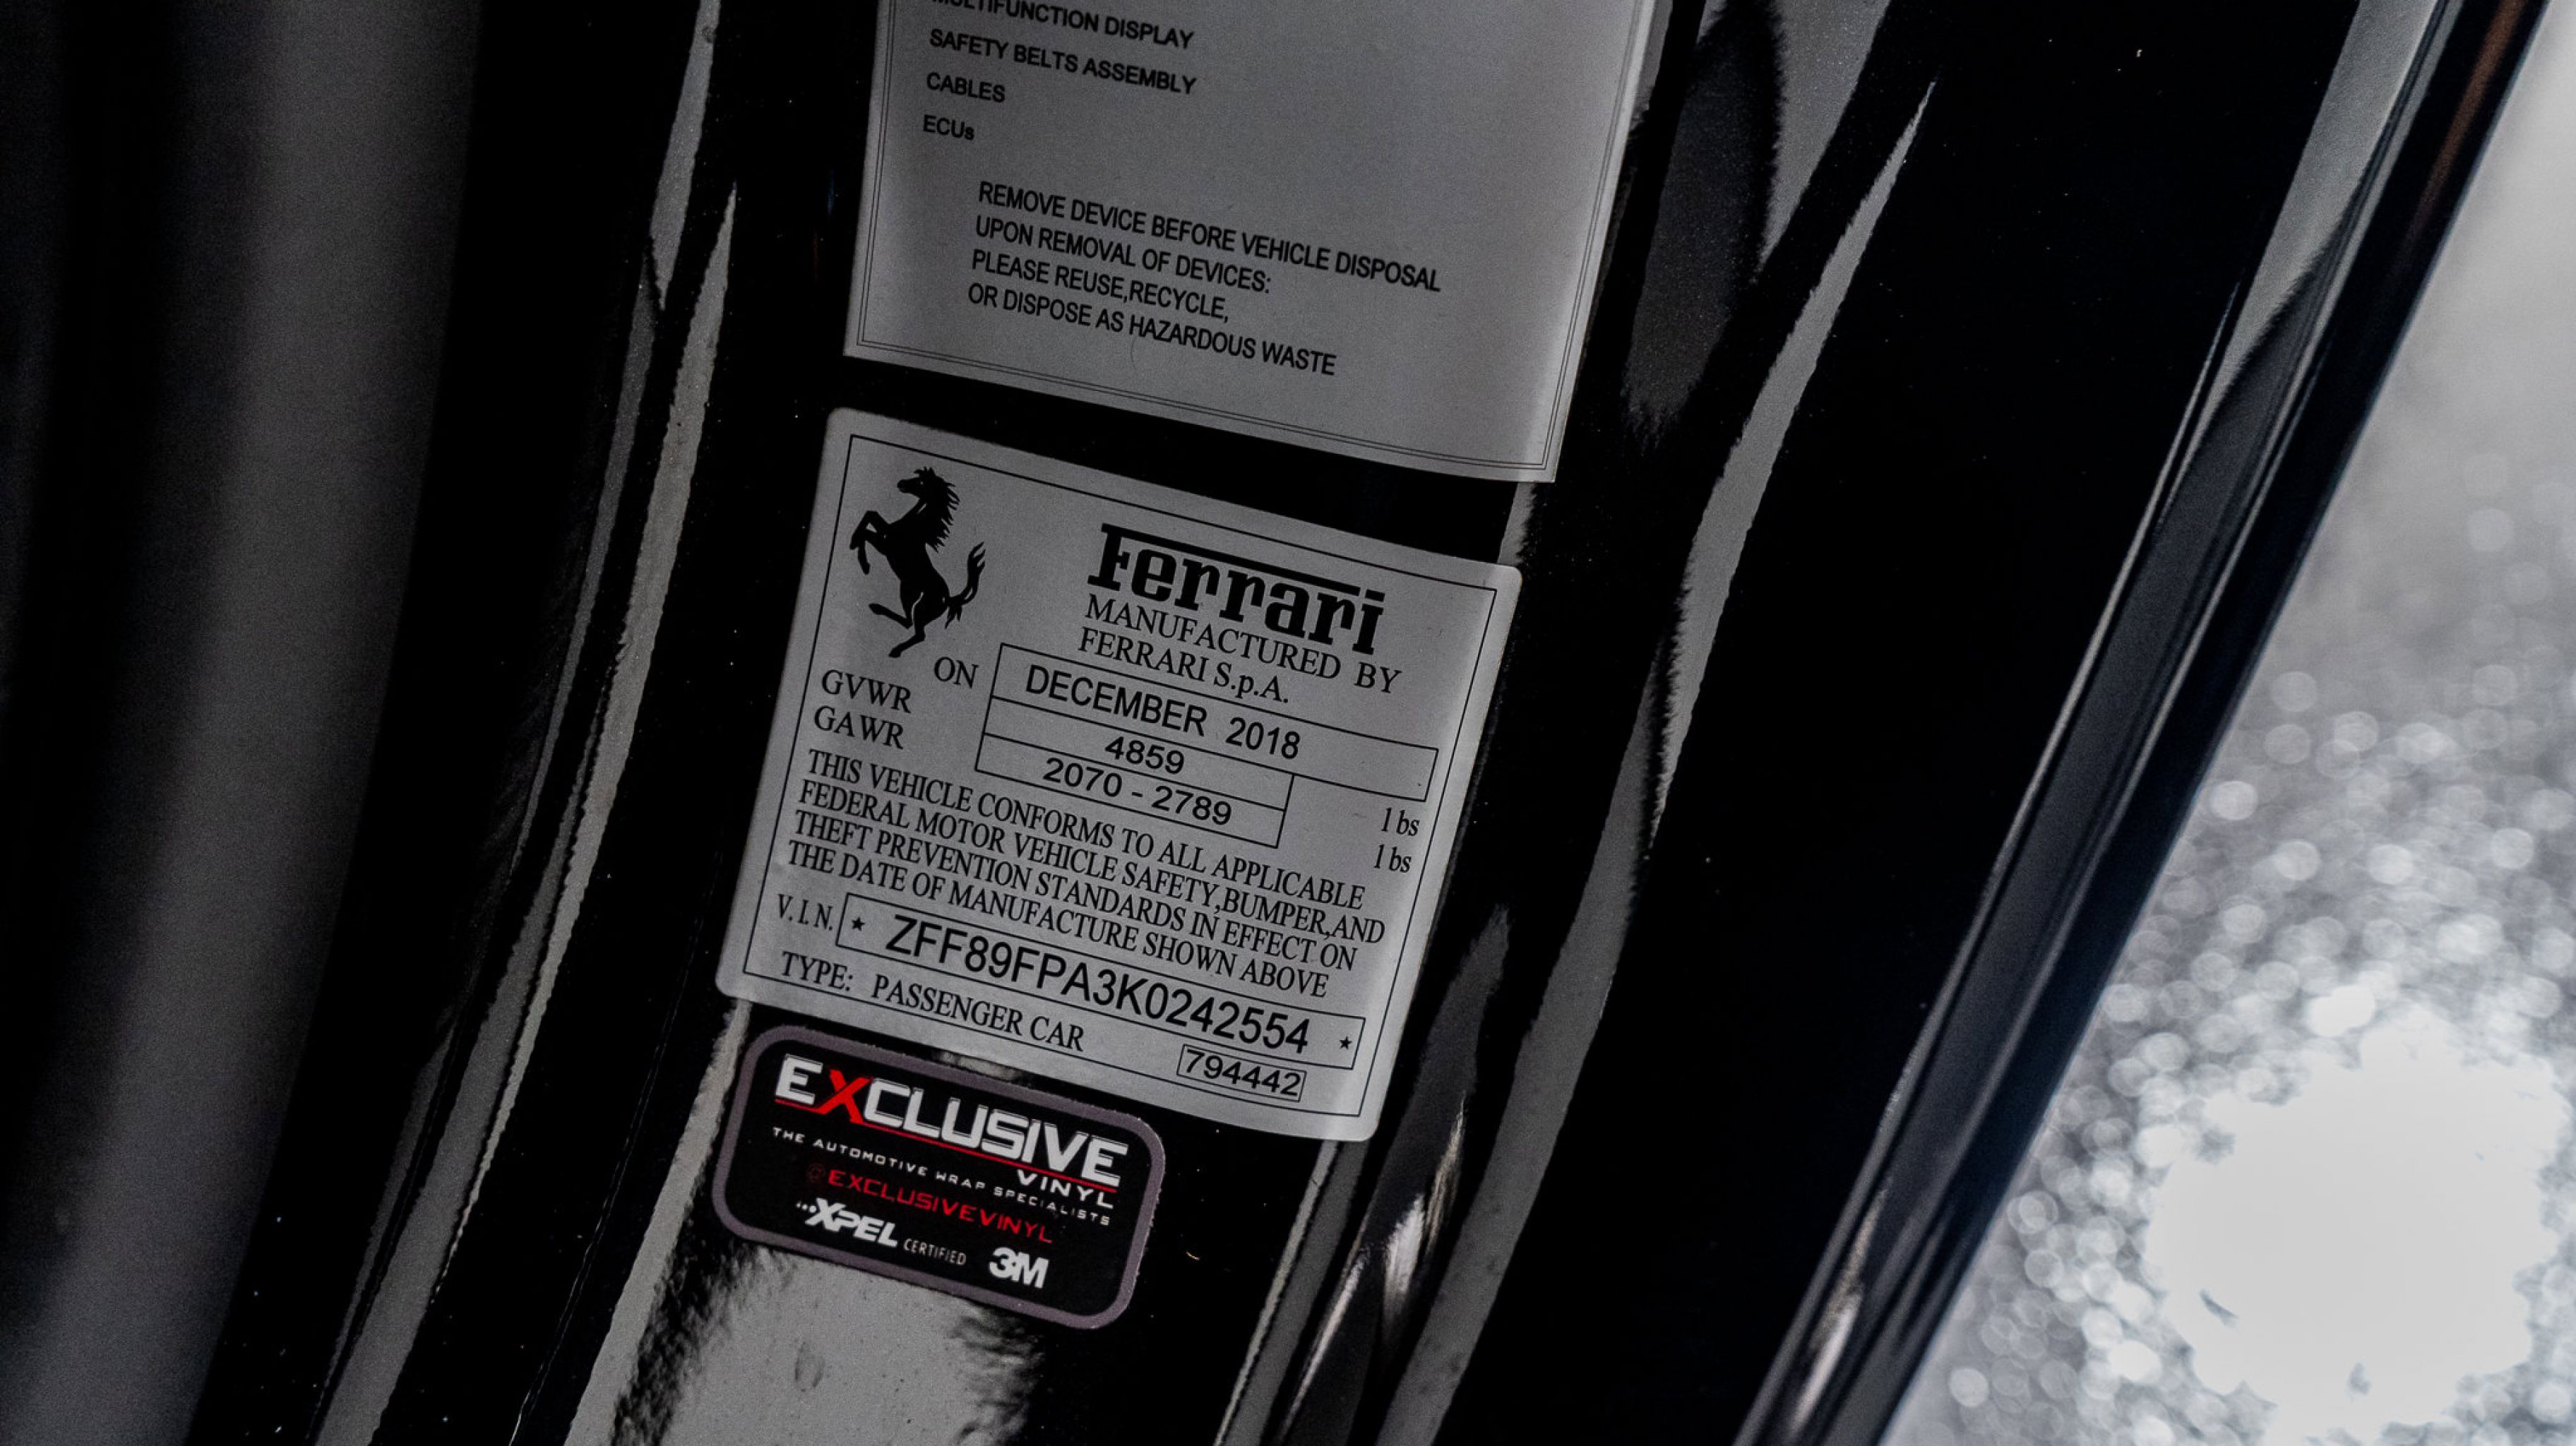 MULTIFUNCTION DISPLAY
SAFETY BELTS ASSEMBLY
CABLES
ECUs
REMOVE DEVICE BEFORE VEHICLE DISPOSAL
UPON REMOVAL OF DEVICES:
PLEASE REUSE,RECYCLE,
OR DISPOSE AS HAZARDOUS WASTE
Ferrari
MANUFACTURED BY
FERRARI S.p.A.
ON DECEMBER 2018
GVWR 4859 lbs
GAWR 2070 - 2789 lbs
THIS VEHICLE CONFORMS TO ALL APPLICABLE
FEDERAL MOTOR VEHICLE SAFETY,BUMPER,AND
THEFT PREVENTION STANDARDS IN EFFECT ON
THE DATE OF MANUFACTURE SHOWN ABOVE
V.I.N. ★ ZFF89FPA3K0242554 ★
TYPE: PASSENGER CAR 794442
EXCLUSIVE
VINYL
THE AUTOMOTIVE WRAP SPECIALISTS
@EXCLUSIVEVINYL
XPEL CERTIFIED 3M